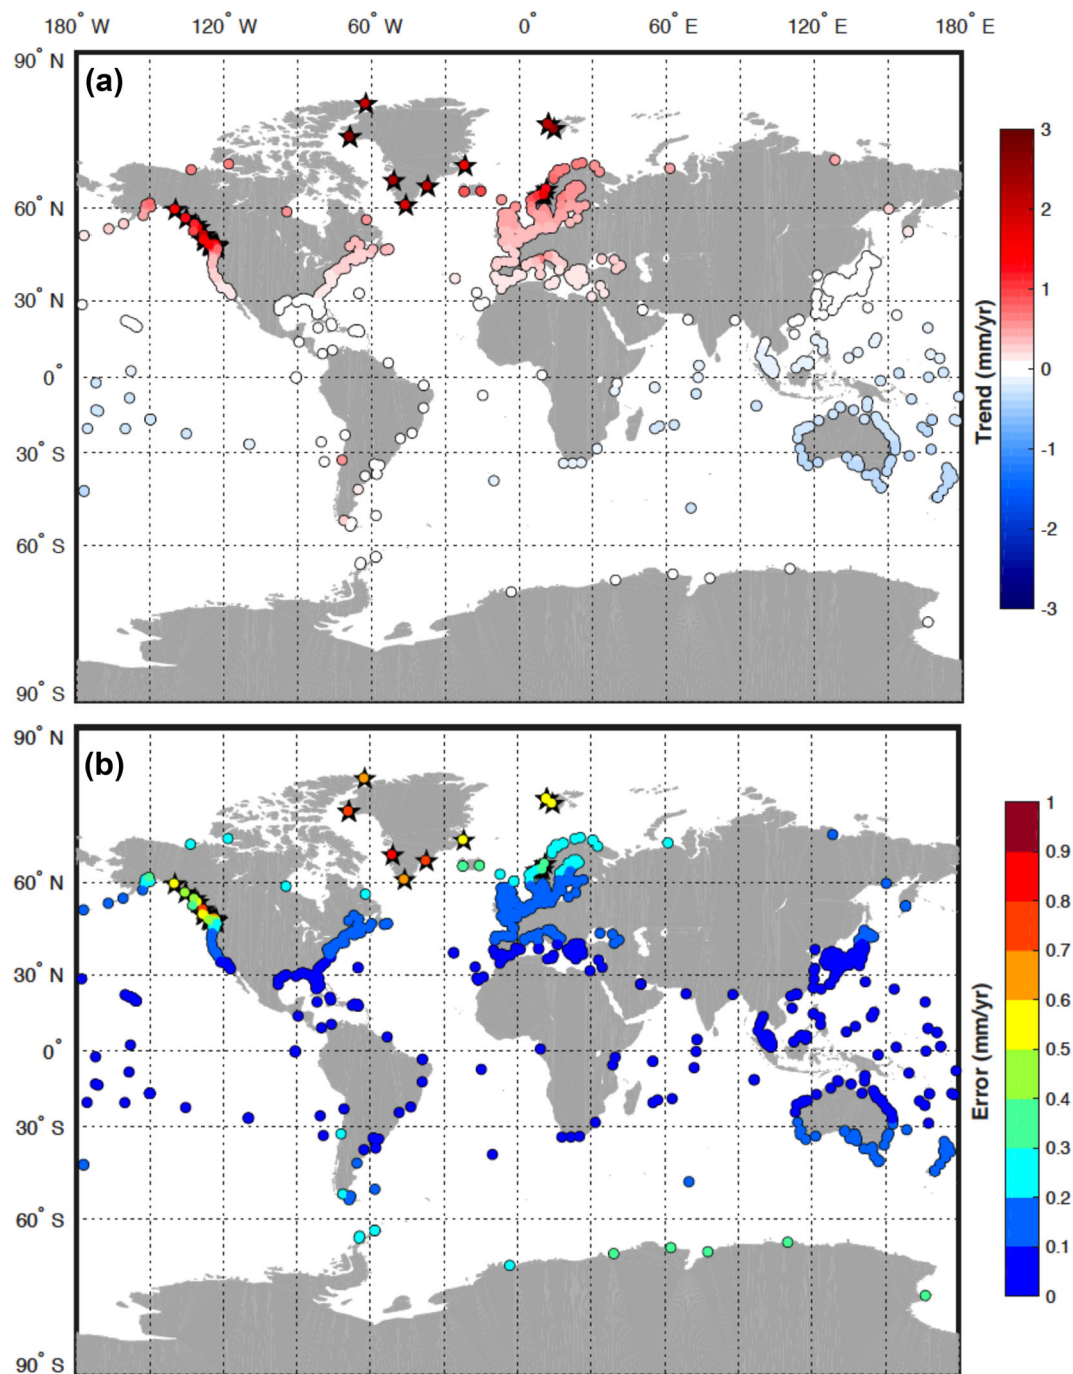 180° W 120° W 60° W 0° 60° E 120° E 180° E
90° N
(a)
60° N
30° N
0°
30° S
60° S
90° S
3
2
1
0
-1
-2
-3
Trend (mm/yr)
90° N
(b)
60° N
30° N
0°
30° S
60° S
90° S
1
0.9
0.8
0.7
0.6
0.5
0.4
0.3
0.2
0.1
0
Error (mm/yr)